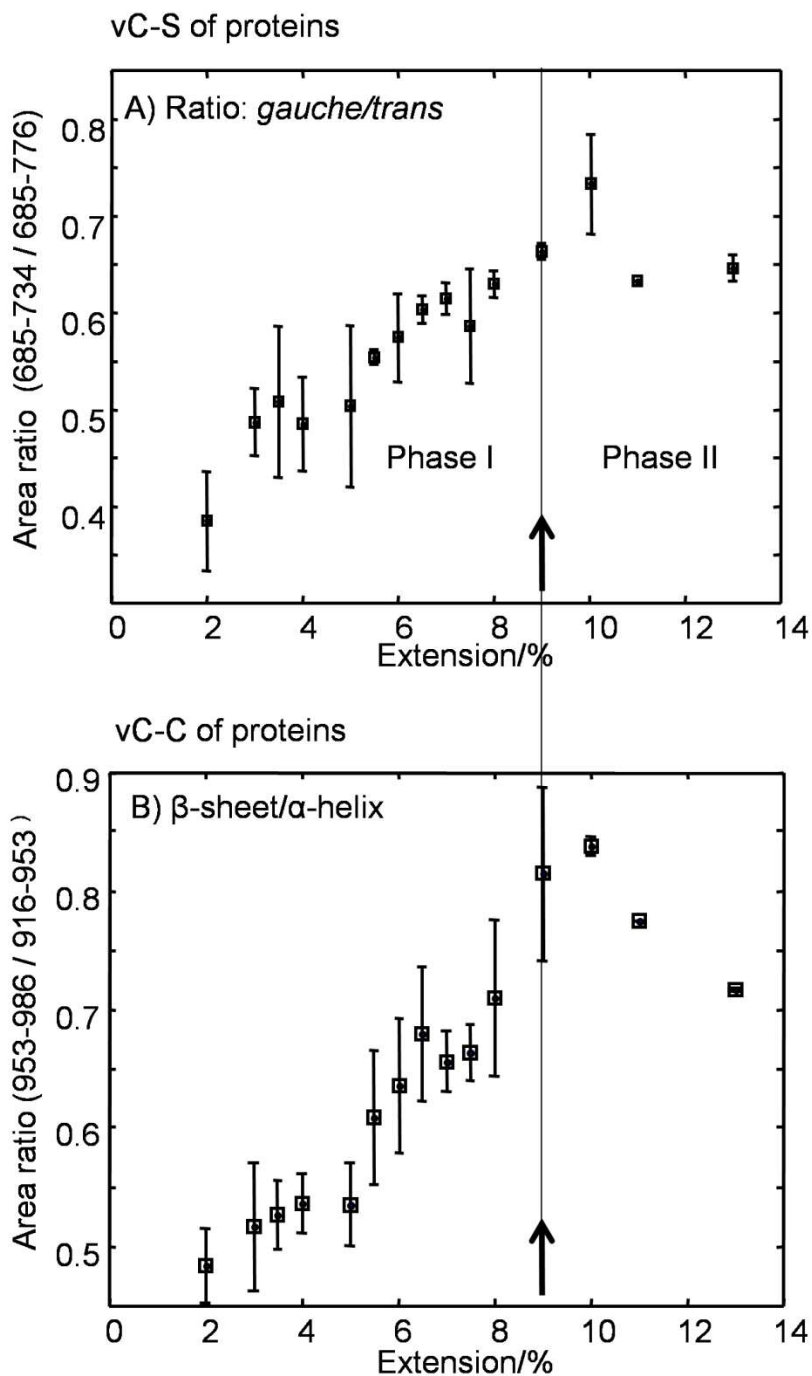 νC-S of proteins
A) Ratio: gauche/trans
Area ratio (685-734 / 685-776)
0.8
0.7
0.6
0.5
0.4
Phase I
Phase II
0 2 4 6 8 10 12 14
Extension/%
νC-C of proteins
B) β-sheet/α-helix
Area ratio (953-986 / 916-953)
0.9
0.8
0.7
0.6
0.5
0 2 4 6 8 10 12 14
Extension/%